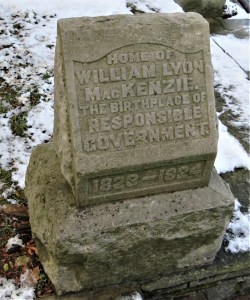 HOME OF
WILLIAM LYON
MACKENZIE.
THE BIRTHPLACE OF
RESPONSIBLE
GOVERNMENT.
1823-1824